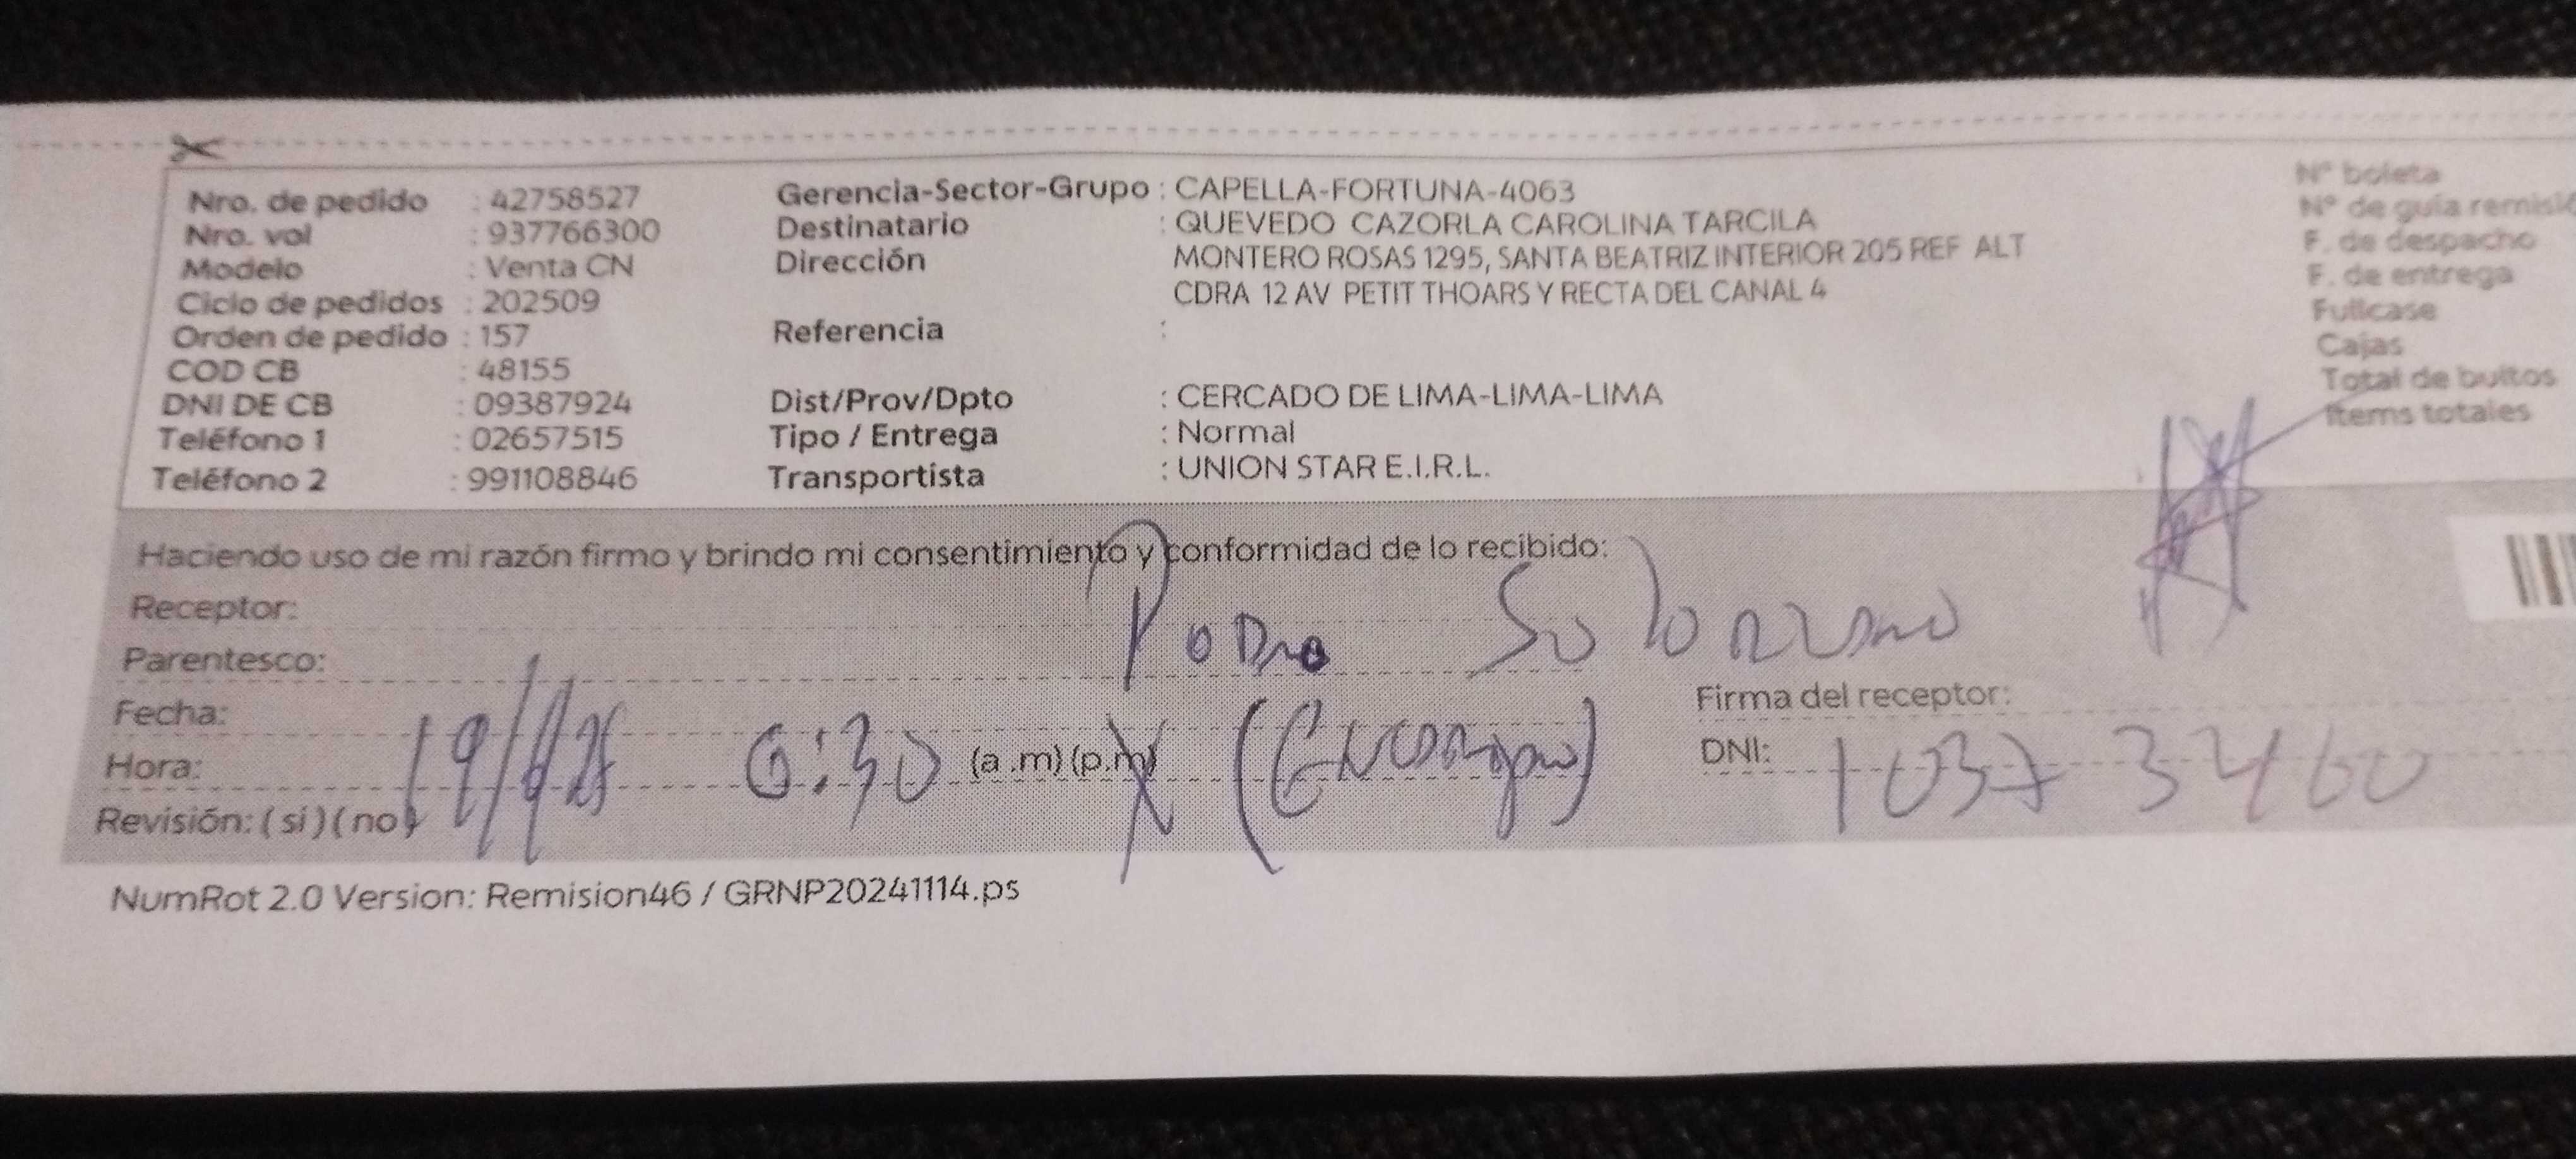 Nro. de pedido : 42758527 Gerencia-Sector-Grupo : CAPELLA-FORTUNA-4063 N° boleta
Nro. vol : 937766300 Destinatario : QUEVEDO CAZORLA CAROLINA TARCILA N° de guia remisió
Modelo : Venta CN Dirección MONTERO ROSAS 1295, SANTA BEATRIZ INTERIOR 205 REF ALT F. de despacho
Ciclo de pedidos : 202509 CDRA 12 AV PETIT THOARS Y RECTA DEL CANAL 4 F. de entrega
Orden de pedido : 157 Referencia : Fullcase
COD CB : 48155 Cajas
DNI DE CB : 09387924 Dist/Prov/Dpto : CERCADO DE LIMA-LIMA-LIMA Total de bultos
Teléfono 1 : 02657515 Tipo / Entrega : Normal Items totales
Teléfono 2 : 991108846 Transportista : UNION STAR E.I.R.L.
Haciendo uso de mi razón firmo y brindo mi consentimiento y conformidad de lo recibido:
Receptor:
Parentesco:
Fecha: Firma del receptor:
Hora: 6:30 (a .m) (p.m) DNI: 1037 3460
Revisión: ( si ) ( no )
NumRot 2.0 Version: Remision46 / GRNP20241114.ps